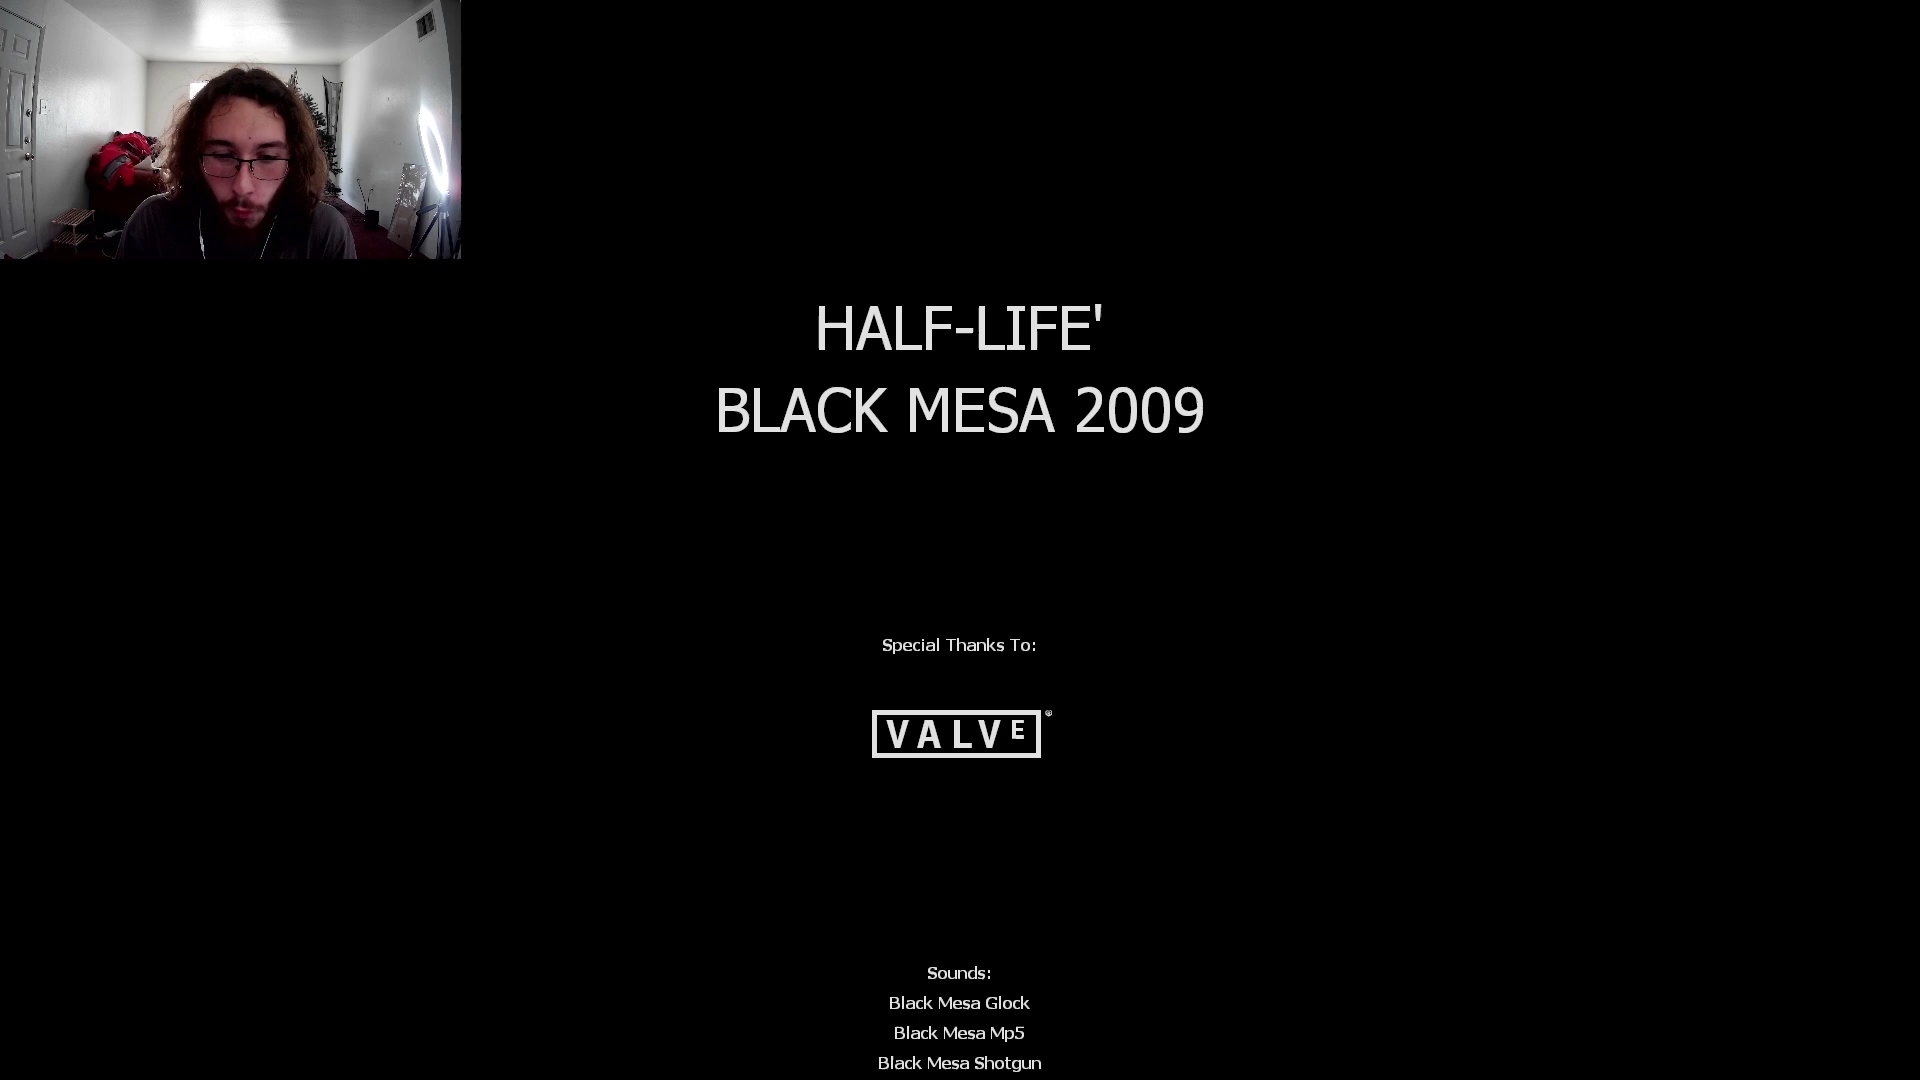 HALF-LIFE'
BLACK MESA 2009
Special Thanks To:
VALVE®
Sounds:
Black Mesa Glock
Black Mesa Mp5
Black Mesa Shotgun